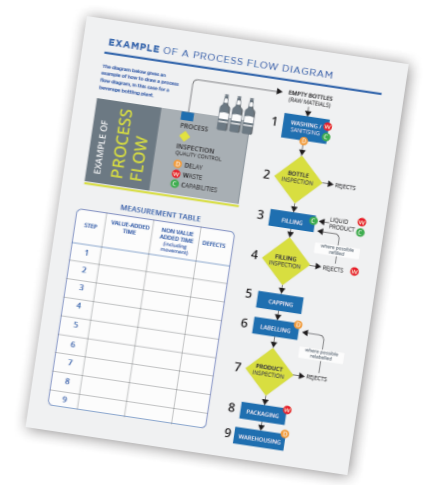 EXAMPLE OF A PROCESS FLOW DIAGRAM
The diagram below gives an
example of how to draw a process
flow diagram, in this case for a
beverage bottling plant.
EXAMPLE OF
PROCESS
FLOW
PROCESS
INSPECTION
QUALITY CONTROL
D DELAY
W WASTE
C CAPABILITIES
EMPTY BOTTLES
(RAW MATEIALS)
1 WASHING / SANITISING W C D
2 BOTTLE INSPECTION REJECTS
3 FILLING C LIQUID PRODUCT W C
where possible
refilled
4 FILLING INSPECTION REJECTS W
5 CAPPING
6 LABELLING D
where possible
relabelled
7 PRODUCT INSPECTION REJECTS
8 PACKAGING W
9 WAREHOUSING D
MEASUREMENT TABLE
STEP
VALUE-ADDED
TIME
NON VALUE
ADDED TIME
(including
movement)
DEFECTS
1
2
3
4
5
6
7
8
9